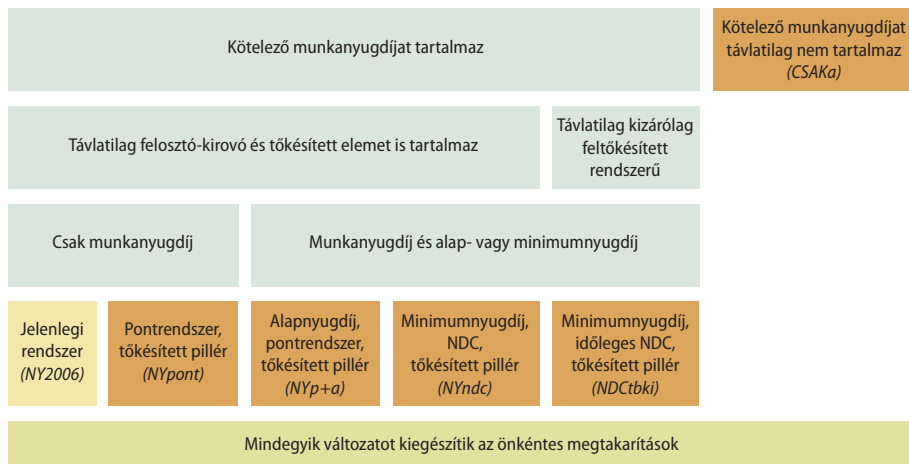 Kötelező munkanyugdíjat tartalmaz
Kötelező munkanyugdíjat
távlatilag nem tartalmaz
(CSAKa)
Távlatilag felosztó-kirovó és tőkésített elemet is tartalmaz
Távlatilag kizárólag
feltőkésített
rendszerű
Csak munkanyugdíj
Munkanyugdíj és alap- vagy minimumnyugdíj
Jelenlegi
rendszer
(NY2006)
Pontrendszer,
tőkésített pillér
(NYpont)
Alapnyugdíj,
pontrendszer,
tőkésített pillér
(NYp+a)
Minimumnyugdíj,
NDC,
tőkésített pillér
(NYndc)
Minimumnyugdíj,
időleges NDC,
tőkésített pillér
(NDCtbki)
Mindegyik változatot kiegészítik az önkéntes megtakarítások